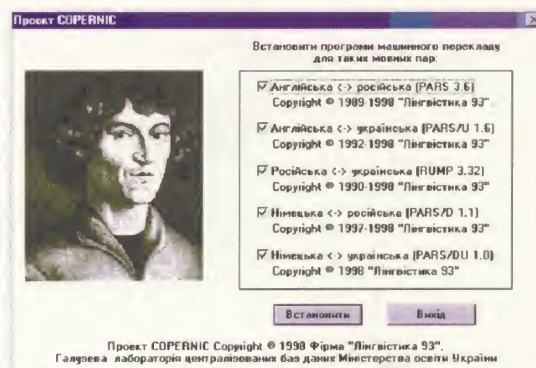 Проект COPERNIC
Встановити програми машинного перекладу
для таких мовних пар:
Англійська <-> російська (PARS 3.6)
Copyright © 1989-1998 "Лінгвістика 93"
Англійська <-> українська (PARS/U 1.6)
Copyright © 1992-1998 "Лінгвістика 93"
Російська <-> українська (RUMP 3.32)
Copyright © 1990-1998 "Лінгвістика 93"
Німецька <-> російська (PARS/D 1.1)
Copyright © 1997-1998 "Лінгвістика 93"
Німецька <-> українська (PARS/DU 1.0)
Copyright © 1998 "Лінгвістика 93"
Встановити
Вихід
Проект COPERNIC Copyright © 1998 Фірма "Лінгвістика 93",
Галузева лабораторія централізованих баз даних Міністерства освіти України